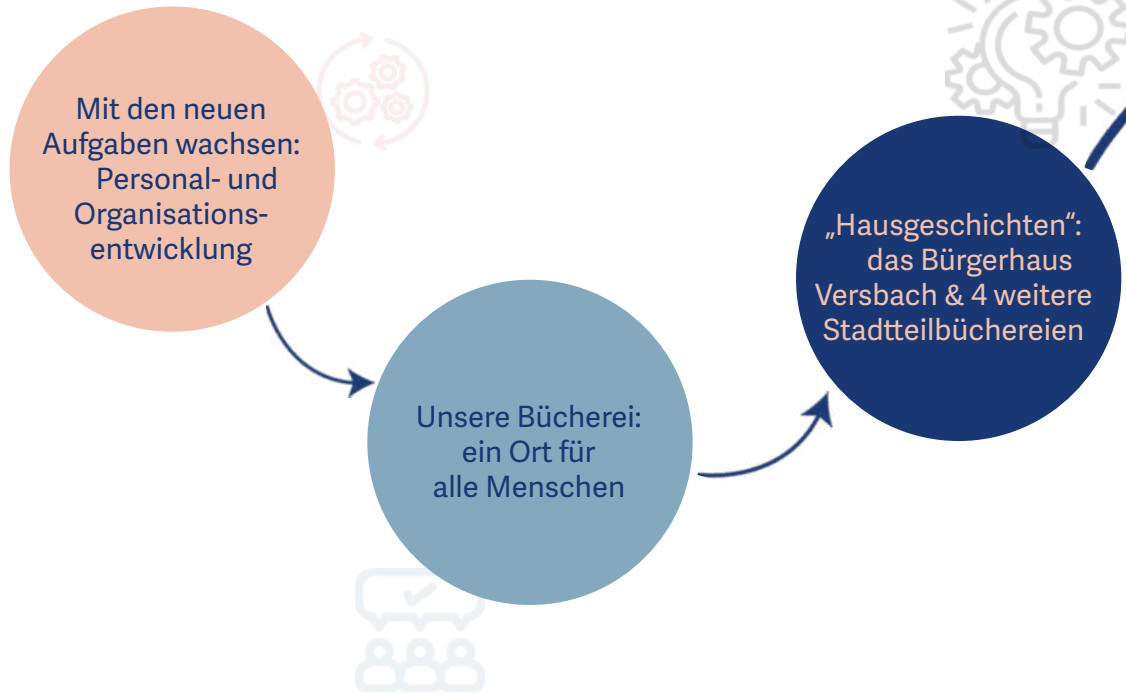 Mit den neuen
Aufgaben wachsen:
Personal- und
Organisations-
entwicklung
Unsere Bücherei:
ein Ort für
alle Menschen
„Hausgeschichten“:
das Bürgerhaus
Versbach & 4 weitere
Stadtteilbüchereien